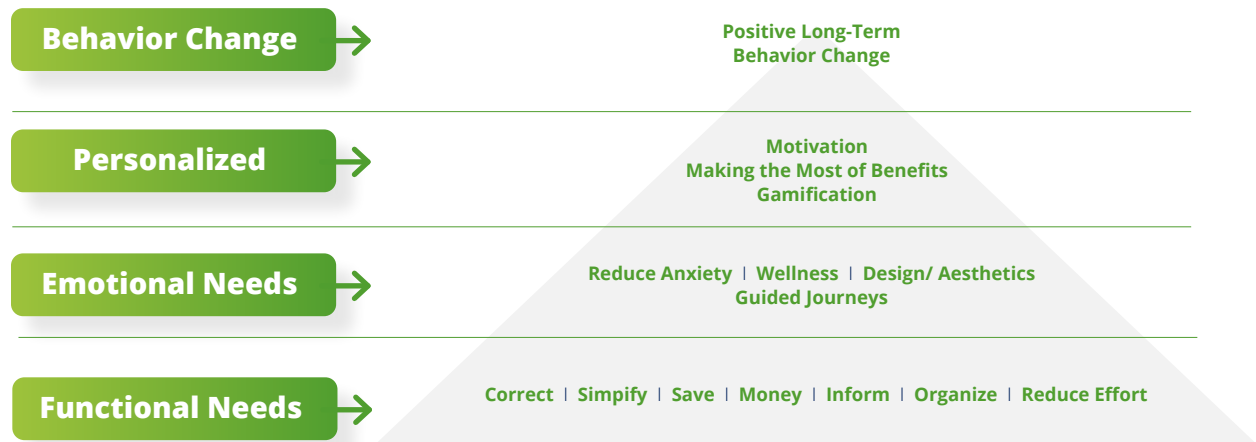 Behavior Change
Positive Long-Term
Behavior Change
Personalized
Motivation
Making the Most of Benefits
Gamification
Emotional Needs
Reduce Anxiety | Wellness | Design/ Aesthetics
Guided Journeys
Functional Needs
Correct | Simpify | Save | Money | Inform | Organize | Reduce Effort